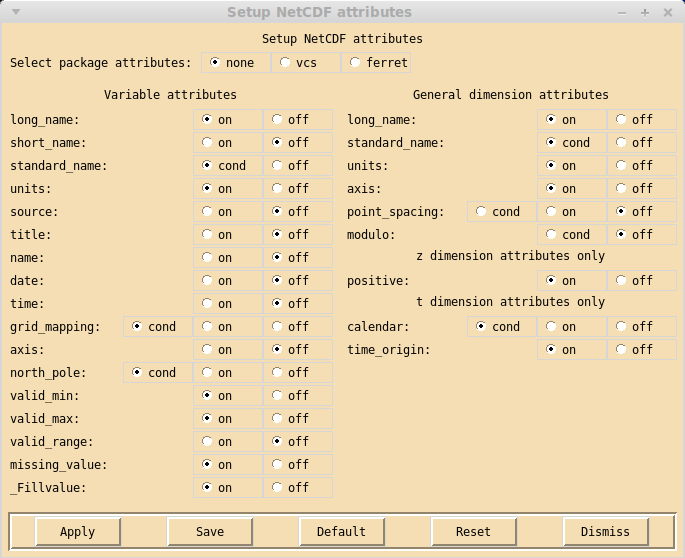 Setup NetCDF attributes
Setup NetCDF attributes
Select package attributes: none vcs ferret
Variable attributes
long_name: on off
short_name: on off
standard_name: cond off
units: on off
source: on off
title: on off
name: on off
date: on off
time: on off
grid_mapping: cond on off
axis: on off
north_pole: cond on off
valid_min: on off
valid_max: on off
valid_range: on off
missing_value: on off
_Fillvalue: on off
General dimension attributes
long_name: on off
standard_name: cond off
units: on off
axis: on off
point_spacing: cond on off
modulo: cond off
z dimension attributes only
positive: on off
t dimension attributes only
calendar: cond on off
time_origin: on off
Apply Save Default Reset Dismiss